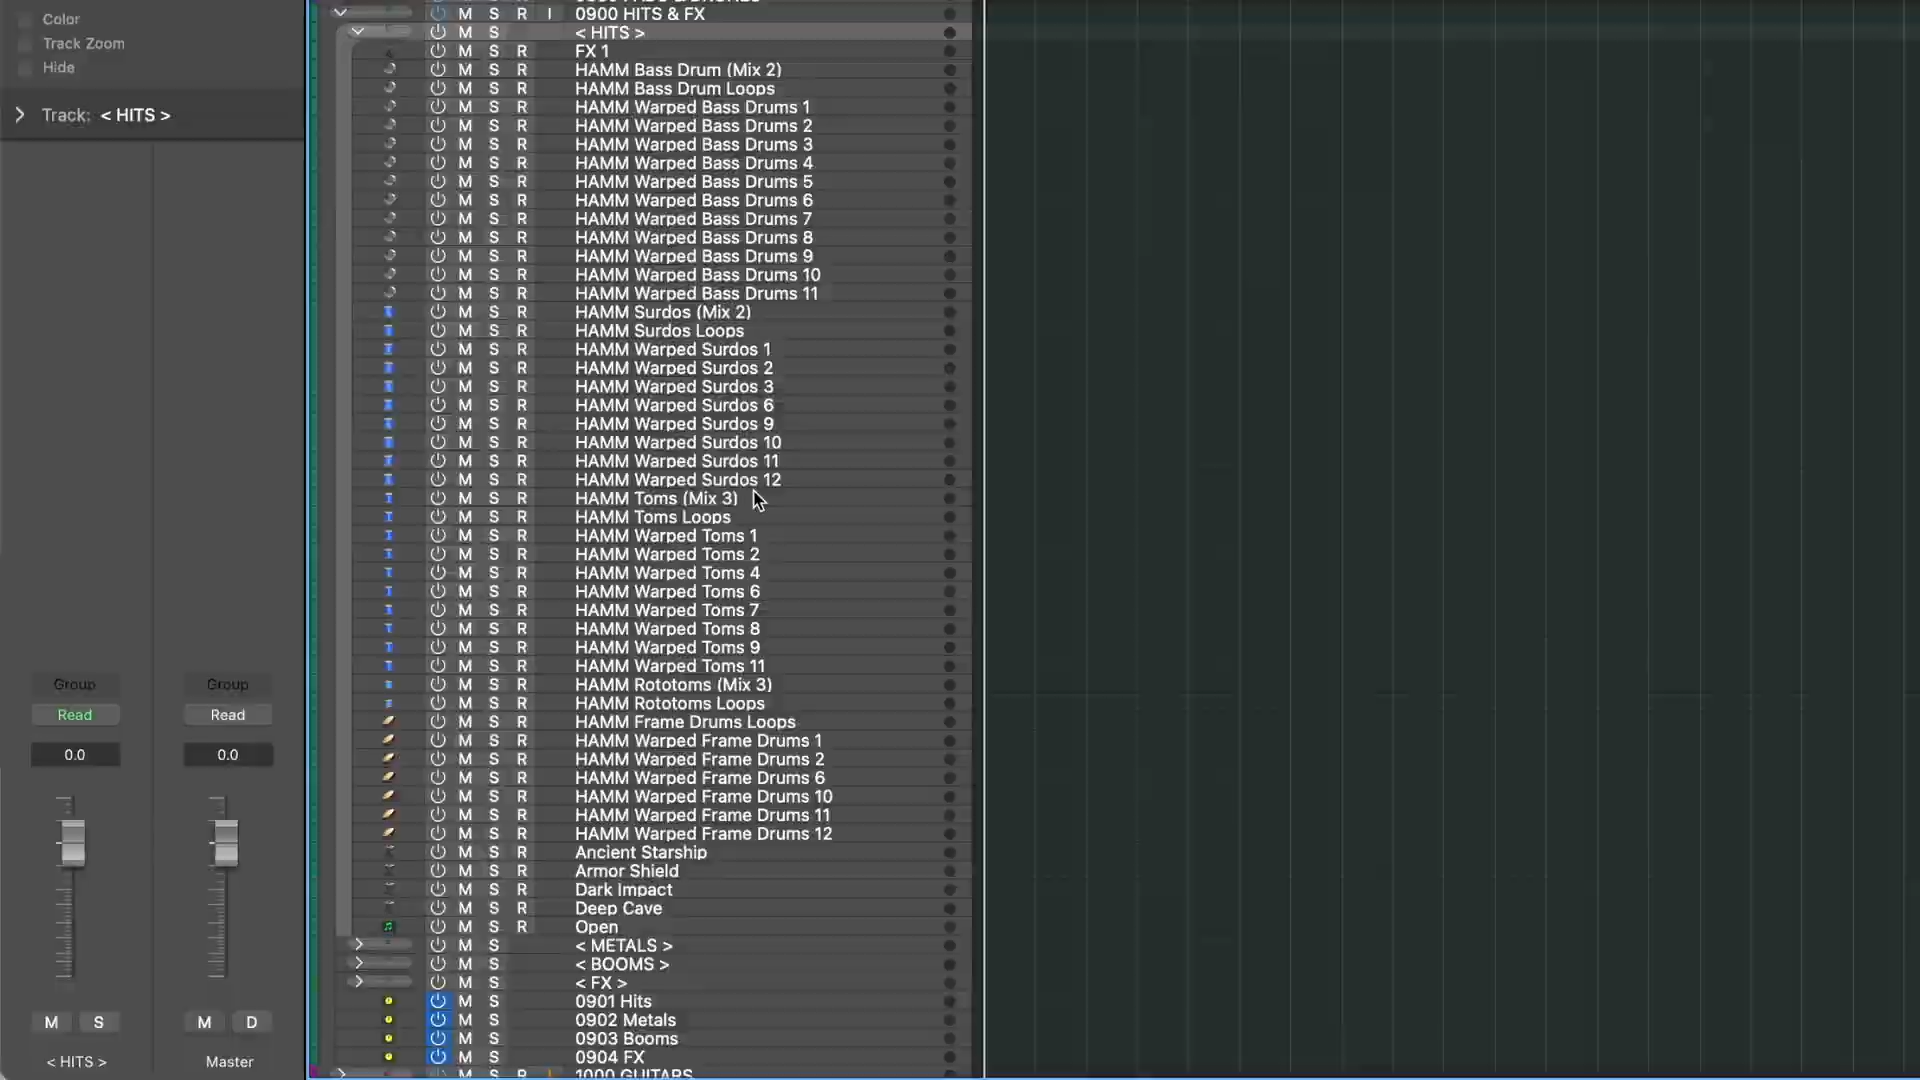 Color
Track Zoom
Hide
Track: < HITS >
M S R I 0900 HITS & FX
M S < HITS >
M S R FX 1
M S R HAMM Bass Drum (Mix 2)
M S R HAMM Bass Drum Loops
M S R HAMM Warped Bass Drums 1
M S R HAMM Warped Bass Drums 2
M S R HAMM Warped Bass Drums 3
M S R HAMM Warped Bass Drums 4
M S R HAMM Warped Bass Drums 5
M S R HAMM Warped Bass Drums 6
M S R HAMM Warped Bass Drums 7
M S R HAMM Warped Bass Drums 8
M S R HAMM Warped Bass Drums 9
M S R HAMM Warped Bass Drums 10
M S R HAMM Warped Bass Drums 11
M S R HAMM Surdos (Mix 2)
M S R HAMM Surdos Loops
M S R HAMM Warped Surdos 1
M S R HAMM Warped Surdos 2
M S R HAMM Warped Surdos 3
M S R HAMM Warped Surdos 6
M S R HAMM Warped Surdos 9
M S R HAMM Warped Surdos 10
M S R HAMM Warped Surdos 11
M S R HAMM Warped Surdos 12
M S R HAMM Toms (Mix 3)
M S R HAMM Toms Loops
M S R HAMM Warped Toms 1
M S R HAMM Warped Toms 2
M S R HAMM Warped Toms 4
M S R HAMM Warped Toms 6
M S R HAMM Warped Toms 7
M S R HAMM Warped Toms 8
M S R HAMM Warped Toms 9
M S R HAMM Warped Toms 11
M S R HAMM Rototoms (Mix 3)
M S R HAMM Rototoms Loops
M S R HAMM Frame Drums Loops
M S R HAMM Warped Frame Drums 1
M S R HAMM Warped Frame Drums 2
M S R HAMM Warped Frame Drums 6
M S R HAMM Warped Frame Drums 10
M S R HAMM Warped Frame Drums 11
M S R HAMM Warped Frame Drums 12
M S R Ancient Starship
M S R Armor Shield
M S R Dark Impact
M S R Deep Cave
M S R Open
M S < METALS >
M S < BOOMS >
M S < FX >
M S 0901 Hits
M S 0902 Metals
M S 0903 Booms
M S 0904 FX
M S R I 1000 GUITARS
Group Group
Read Read
0.0 0.0
M S M D
< HITS > Master